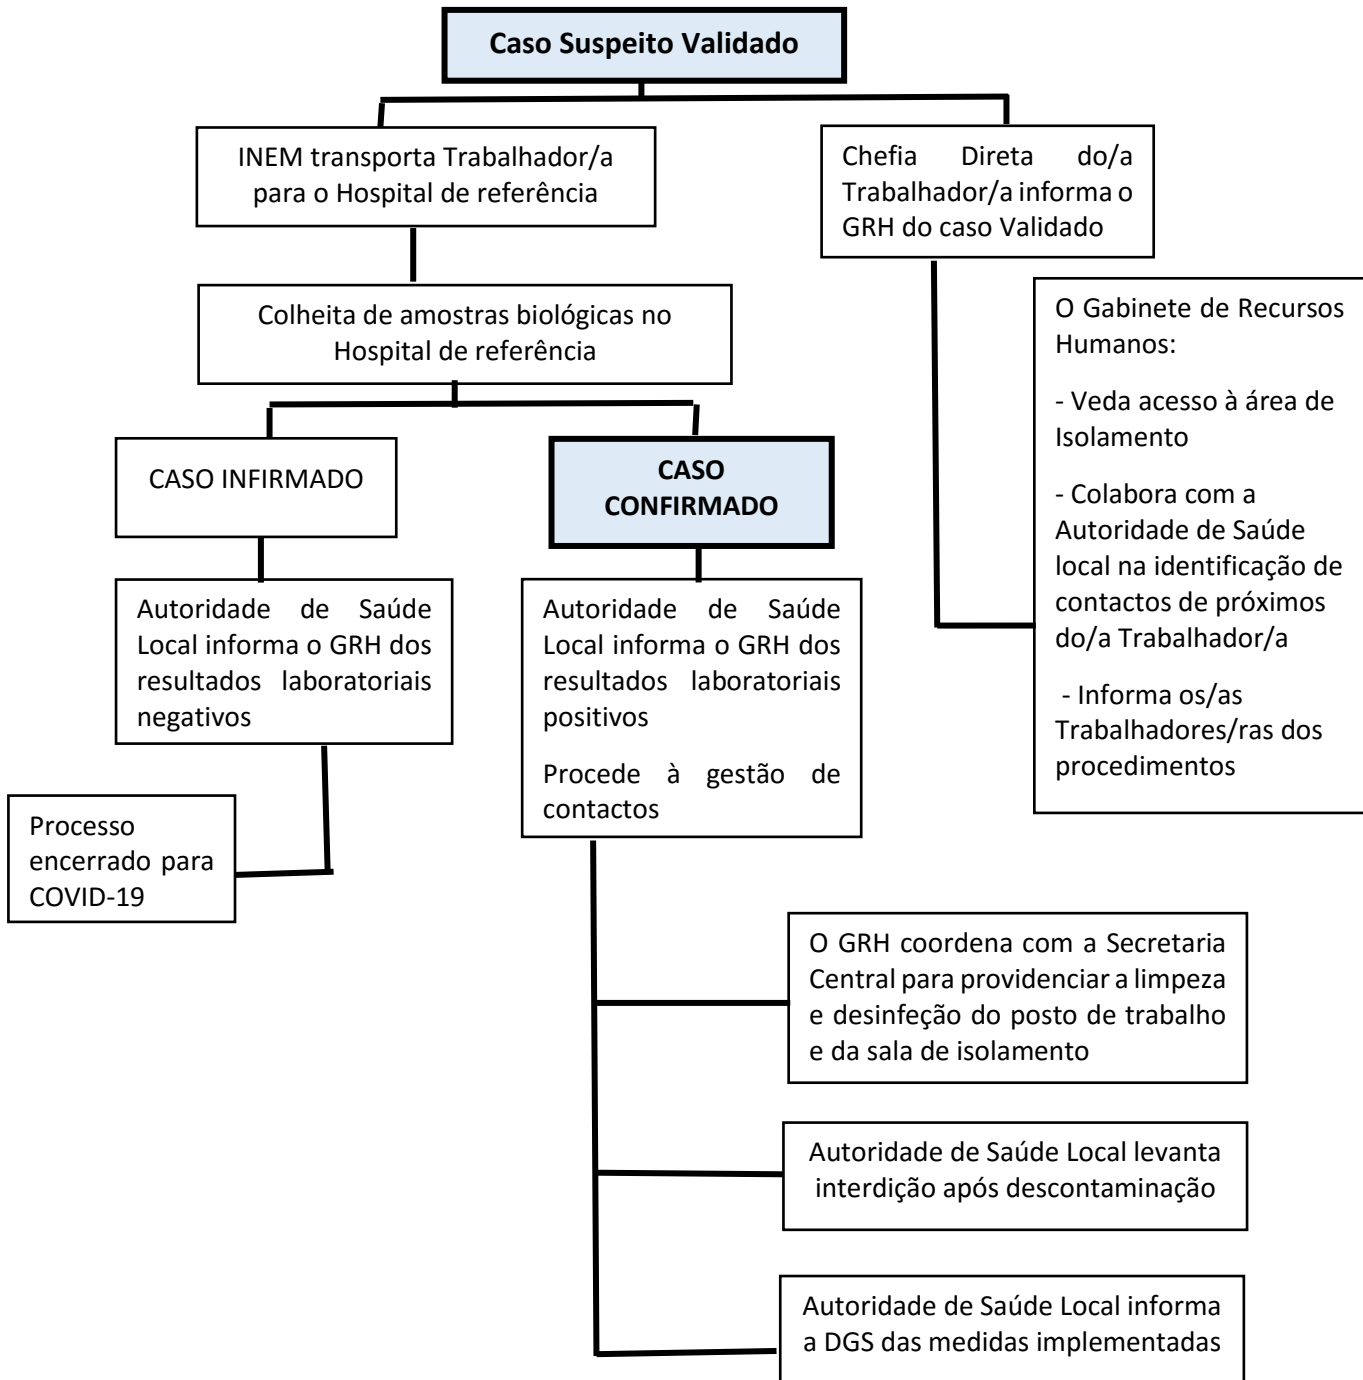 Caso Suspeito Validado
INEM transporta Trabalhador/a
para o Hospital de referência
Chefia Direta do/a
Trabalhador/a informa o
GRH do caso Validado
Colheita de amostras biológicas no
Hospital de referência
O Gabinete de Recursos
Humanos:
- Veda acesso à área de
Isolamento
- Colabora com a
Autoridade de Saúde
local na identificação de
contactos de próximos
do/a Trabalhador/a
- Informa os/as
Trabalhadores/ras dos
procedimentos
CASO INFIRMADO
CASO
CONFIRMADO
Autoridade de Saúde
Local informa o GRH dos
resultados laboratoriais
negativos
Autoridade de Saúde
Local informa o GRH dos
resultados laboratoriais
positivos
Procede à gestão de
contactos
Processo
encerrado para
COVID-19
O GRH coordena com a Secretaria
Central para providenciar a limpeza
e desinfeção do posto de trabalho
e da sala de isolamento
Autoridade de Saúde Local levanta
interdição após descontaminação
Autoridade de Saúde Local informa
a DGS das medidas implementadas